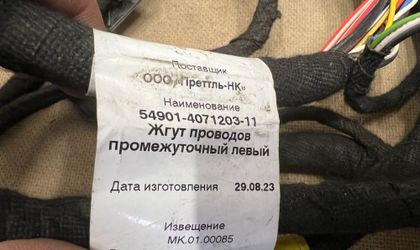 Поставщик
ООО «Преттль-НК»
Наименование
54901-4071203-11
Жгут проводов
промежуточный левый
Дата изготовления 29.08.23
Извещение
МК.01.00085